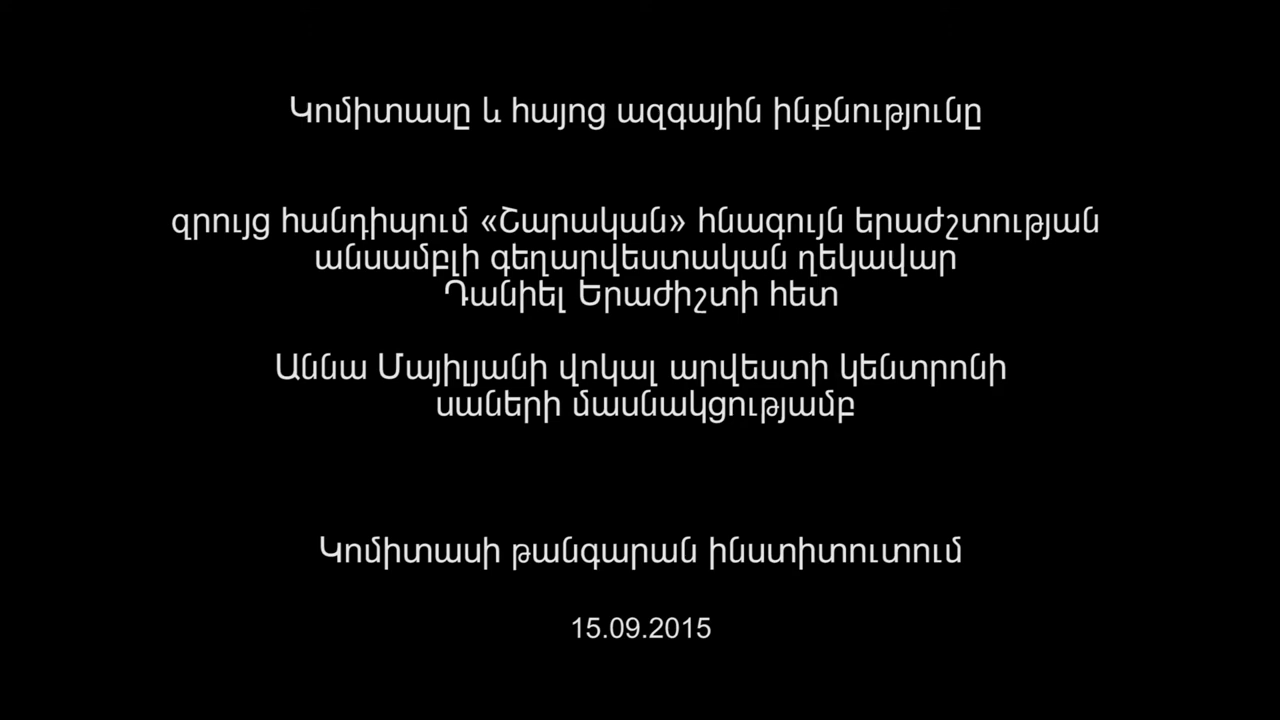 Կոմիտասը և հայոց ազգային ինքնությունը
զրույց հանդիպում «Շարական» հնագույն երաժշտության
անսամբլի գեղարվեստական ղեկավար
Դանիել Երաժիշտի հետ
Աննա Մայիլյանի վոկալ արվեստի կենտրոնի
սաների մասնակցությամբ
Կոմիտասի թանգարան ինստիտուտում
15.09.2015